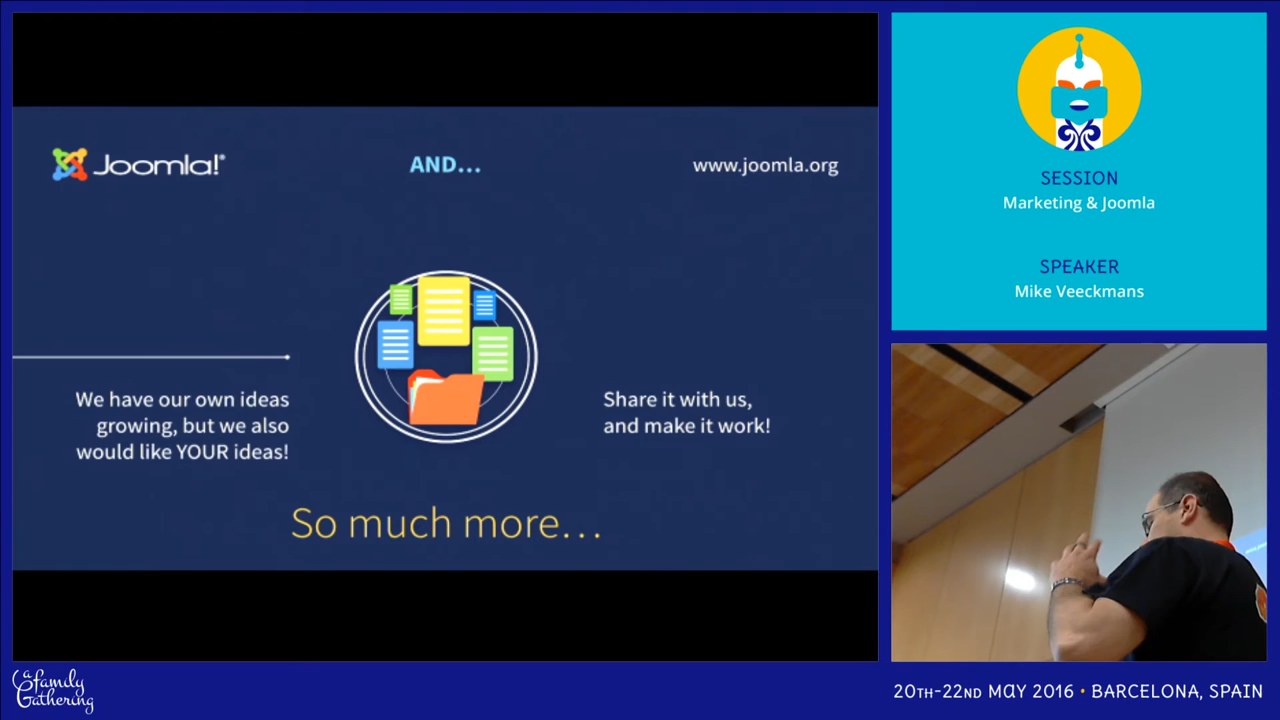 Joomla!®
AND...
www.joomla.org
We have our own ideas
growing, but we also
would like YOUR ideas!
Share it with us,
and make it work!
So much more...
SESSION
Marketing & Joomla
SPEAKER
Mike Veeckmans
a family
Gathering
20TH-22ND MAY 2016 • BARCELONA, SPAIN